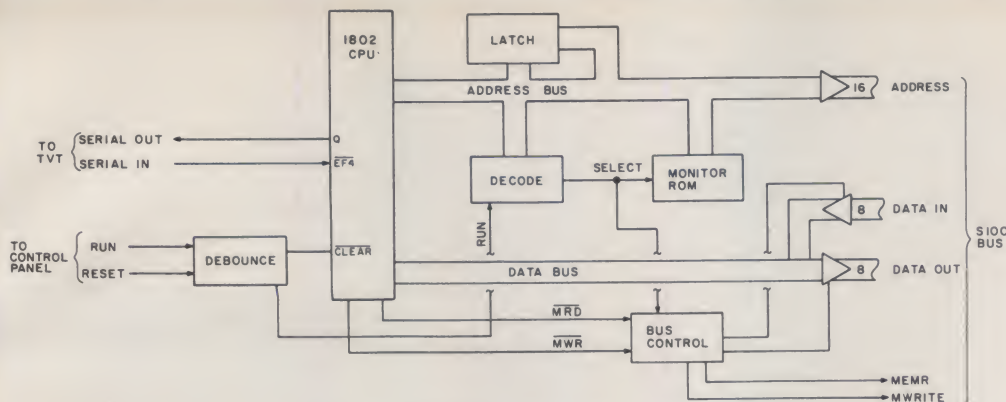 1802
CPU
LATCH
ADDRESS BUS
16 ADDRESS
TO
TVT
SERIAL OUT
SERIAL IN
Q
EF4
DECODE
SELECT
MONITOR
ROM
8 DATA IN
S100
BUS
TO
CONTROL
PANEL
RUN
RESET
DEBOUNCE
CLEAR
RUN
DATA BUS
8 DATA OUT
MRD
MWR
BUS
CONTROL
MEMR
MWRITE